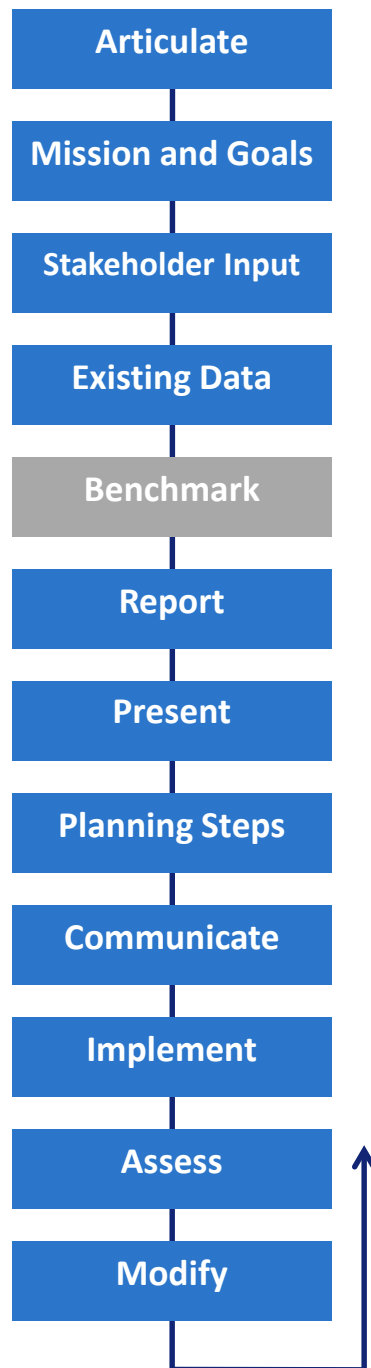 Articulate
Mission and Goals
Stakeholder Input
Existing Data
Benchmark
Report
Present
Planning Steps
Communicate
Implement
Assess
Modify